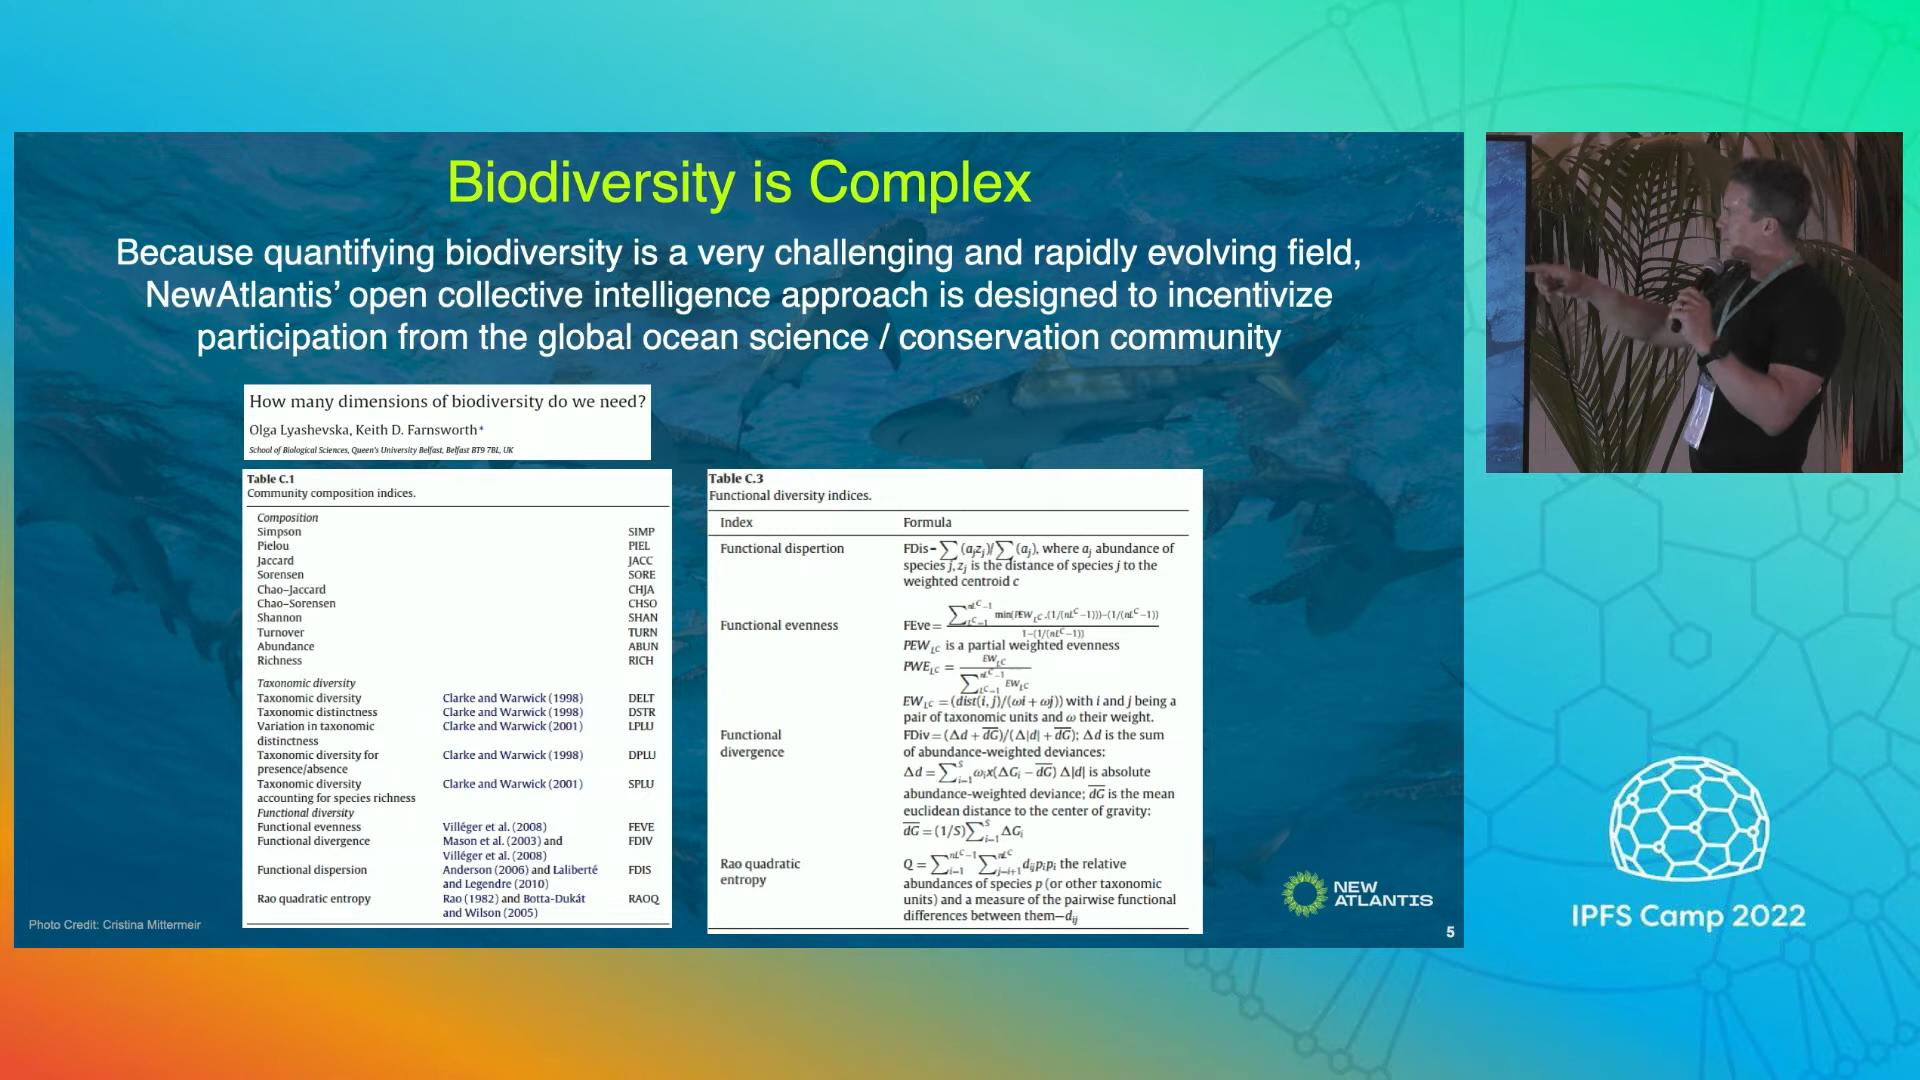 Biodiversity is Complex
Because quantifying biodiversity is a very challenging and rapidly evolving field,
NewAtlantis’ open collective intelligence approach is designed to incentivize
participation from the global ocean science / conservation community
How many dimensions of biodiversity do we need?
Olga Lyashevska, Keith D. Farnsworth*
School of Biological Sciences, Queen's University Belfast, Belfast BT9 7BL, UK
Table C.1
Community composition indices.
Composition
Simpson SIMP
Pielou PIEL
Jaccard JACC
Sorensen SORE
Chao–Jaccard CHJA
Chao–Sorensen CHSO
Shannon SHAN
Turnover TURN
Abundance ABUN
Richness RICH
Taxonomic diversity
Taxonomic diversity Clarke and Warwick (1998) DELT
Taxonomic distinctness Clarke and Warwick (1998) DSTR
Variation in taxonomic Clarke and Warwick (2001) LPLU
distinctness
Taxonomic diversity for Clarke and Warwick (1998) DPLU
presence/absence
Taxonomic diversity Clarke and Warwick (2001) SPLU
accounting for species richness
Functional diversity
Functional evenness Villéger et al. (2008) FEVE
Functional divergence Mason et al. (2003) and FDIV
Villéger et al. (2008)
Functional dispersion Anderson (2006) and Laliberté FDIS
and Legendre (2010)
Rao quadratic entropy Rao (1982) and Botta-Dukát RAOQ
and Wilson (2005)
Table C.3
Functional diversity indices.
Index Formula
Functional dispertion FDis=∑(ajzj)/∑(aj), where aj abundance of
species j, zj is the distance of species j to the
weighted centroid c
Functional evenness FEve=
PEW LC is a partial weighted evenness
PWE LC = EW LC
EW LC =(dist(i, j)/(ωi + ωj)) with i and j being a
pair of taxonomic units and ω their weight.
Functional FDiv=(Δd + dG)/(Δ|d| + dG); Δd is the sum
divergence of abundance-weighted deviances:
Δd=∑ S i=1 ωi x(ΔGi − dG) Δ|d| is absolute
abundance-weighted deviance; dG is the mean
euclidean distance to the center of gravity:
dG=(1/S)∑ S i=1 ΔGi
Rao quadratic the relative
entropy abundances of species p (or other taxonomic
units) and a measure of the pairwise functional
differences between them—dij
Photo Credit: Cristina Mittermeir
NEW
ATLANTIS
5
IPFS Camp 2022